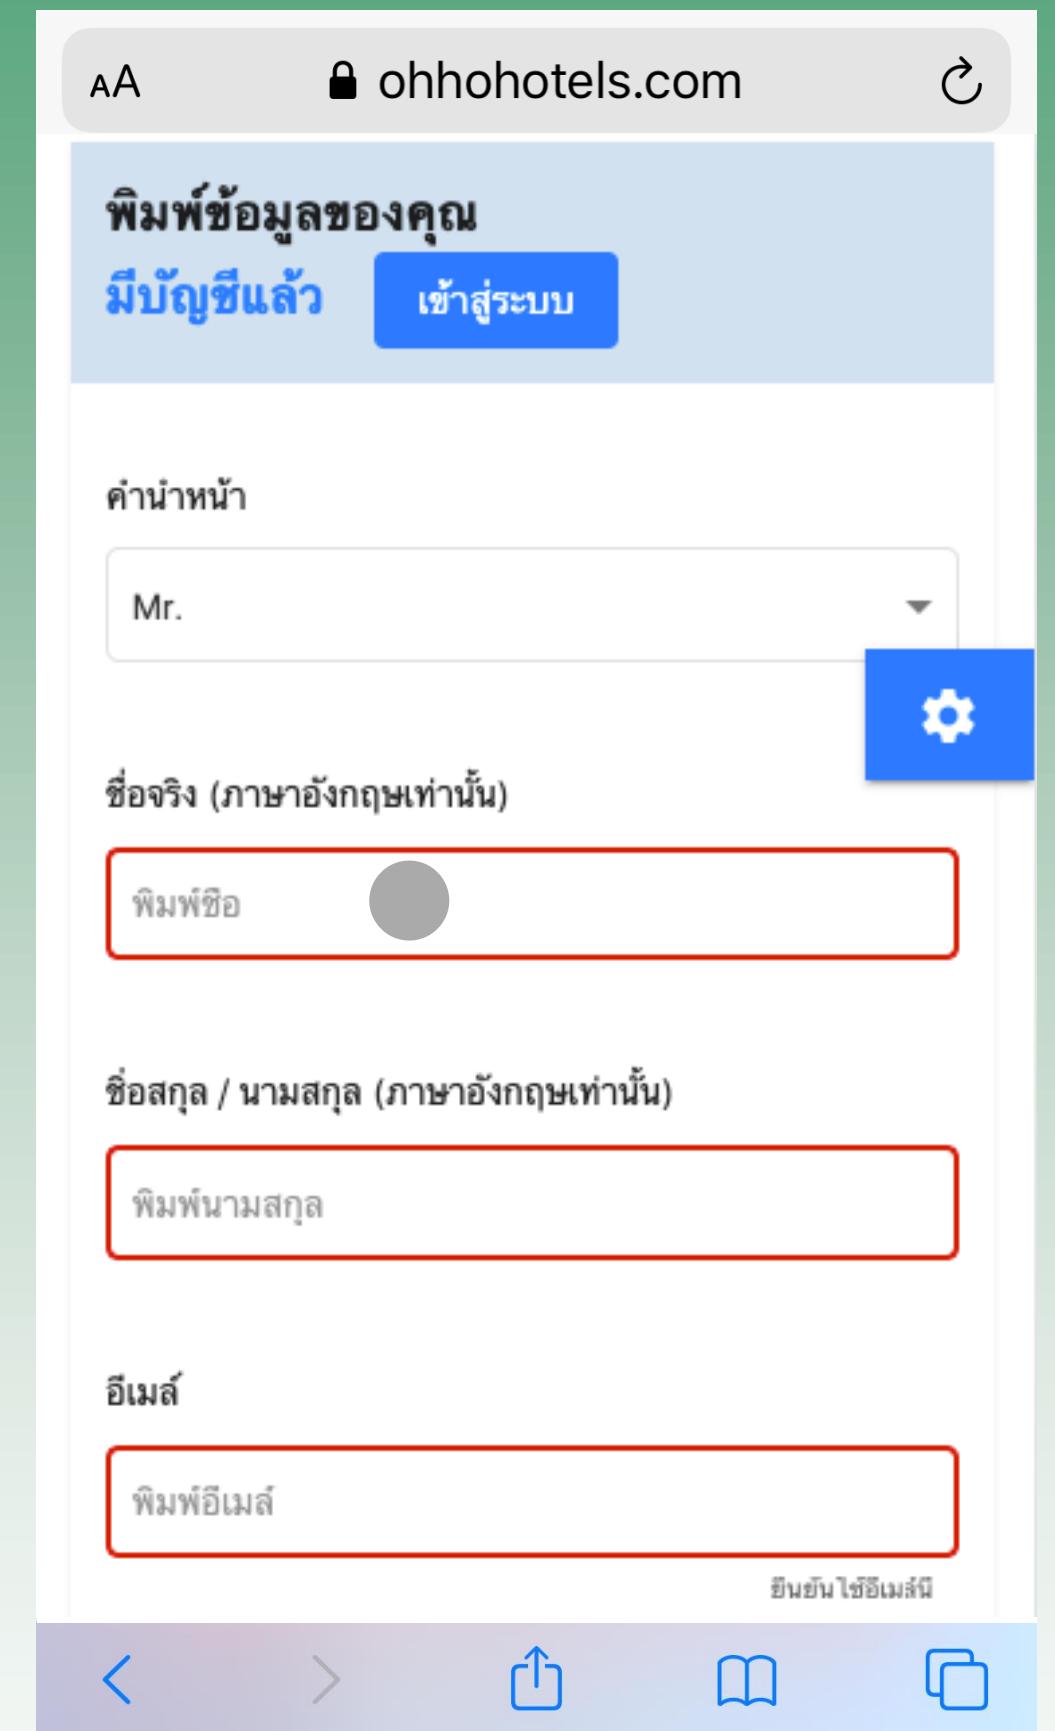 AA ohhohotels.com
พิมพ์ข้อมูลของคุณ
มีบัญชีแล้ว เข้าสู่ระบบ
คำนำหน้า
Mr.
ชื่อจริง (ภาษาอังกฤษเท่านั้น)
พิมพ์ชื่อ
ชื่อสกุล / นามสกุล (ภาษาอังกฤษเท่านั้น)
พิมพ์นามสกุล
อีเมล์
พิมพ์อีเมล์
ยืนยันใช้อีเมล์นี้